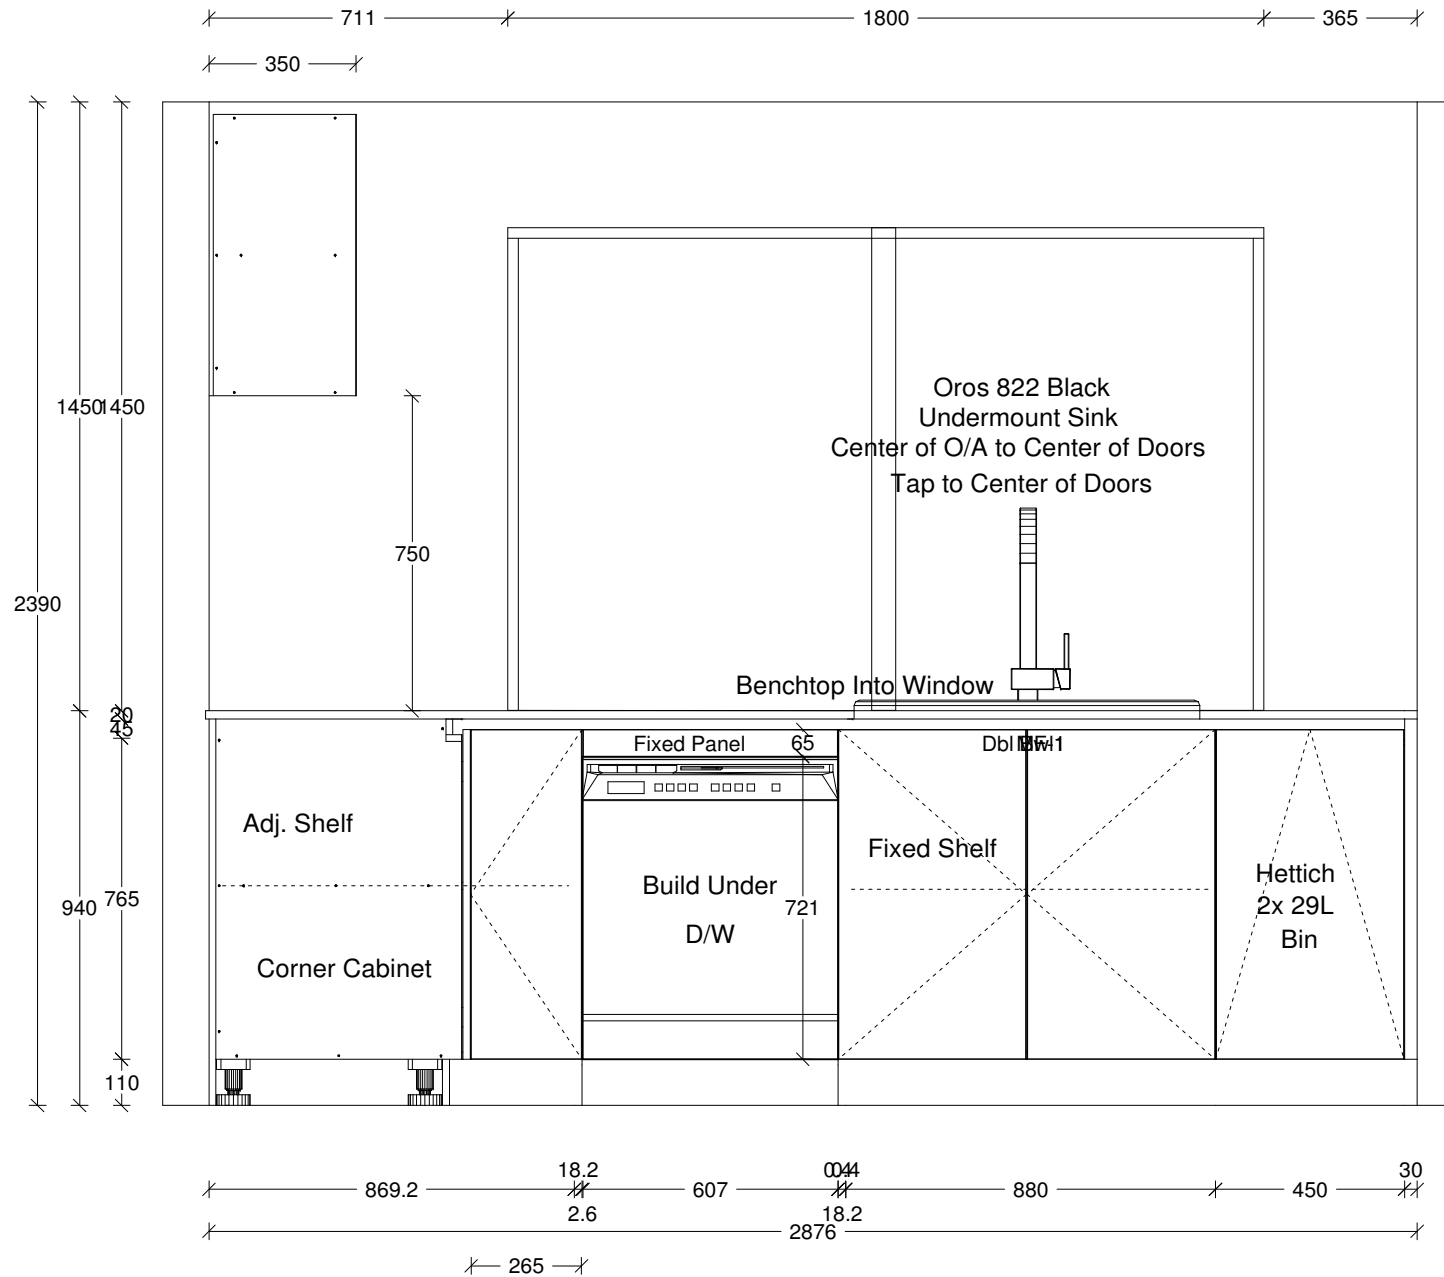 711
1800
365
350
Oros 822 Black
Undermount Sink
Center of O/A to Center of Doors
Tap to Center of Doors
1450
1450
750
2390
Benchtop Into Window
20
45
Fixed Panel
65
Dbl
Adj. Shelf
Fixed Shelf
Build Under
D/W
Hettich
2x 29L
Bin
940
765
721
Corner Cabinet
110
18.2
30
869.2
607
880
450
2.6
18.2
2876
265